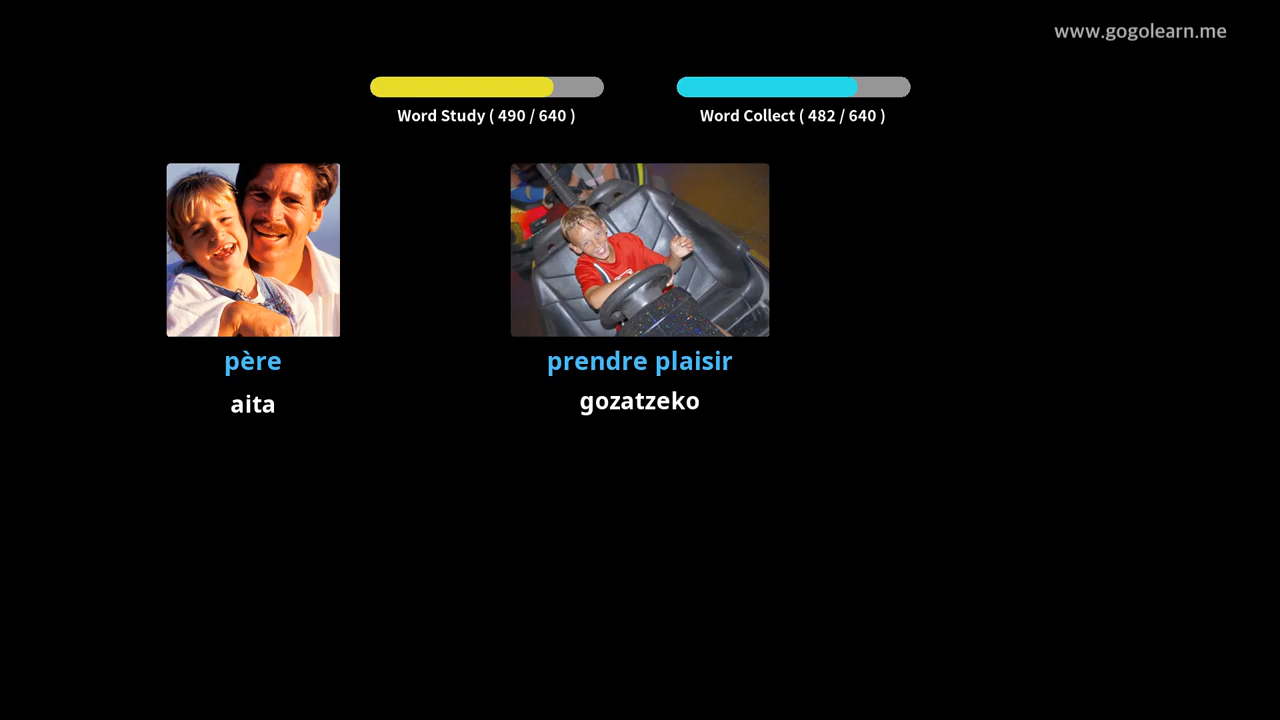 www.gogolearn.me
Word Study ( 490 / 640 )
Word Collect ( 482 / 640 )
père
aita
prendre plaisir
gozatzeko